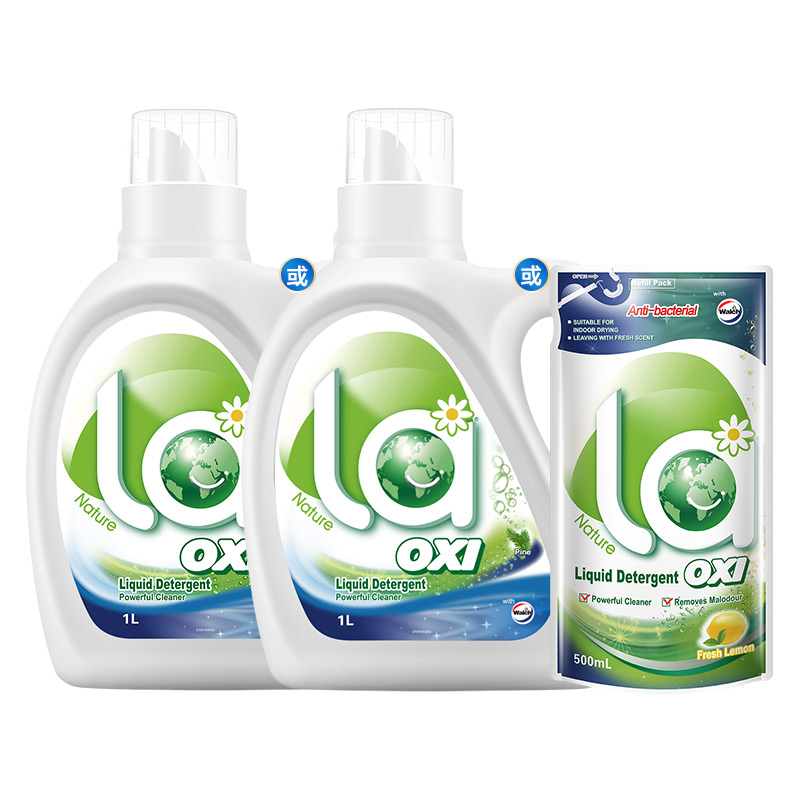 la
Nature
OXI
Liquid Detergent
Powerful Cleaner
1L
或
la
Nature
OXI
Pine
Liquid Detergent
Powerful Cleaner
1L
with
Walch
或
OPEN
Refill Pack
Anti-bacterial
with
Walch
SUITABLE FOR
INDOOR DRYING
LEAVING WITH FRESH SCENT
la
Nature
Liquid Detergent OXI
Powerful Cleaner
Removes Malodour
Fresh Lemon
500mL